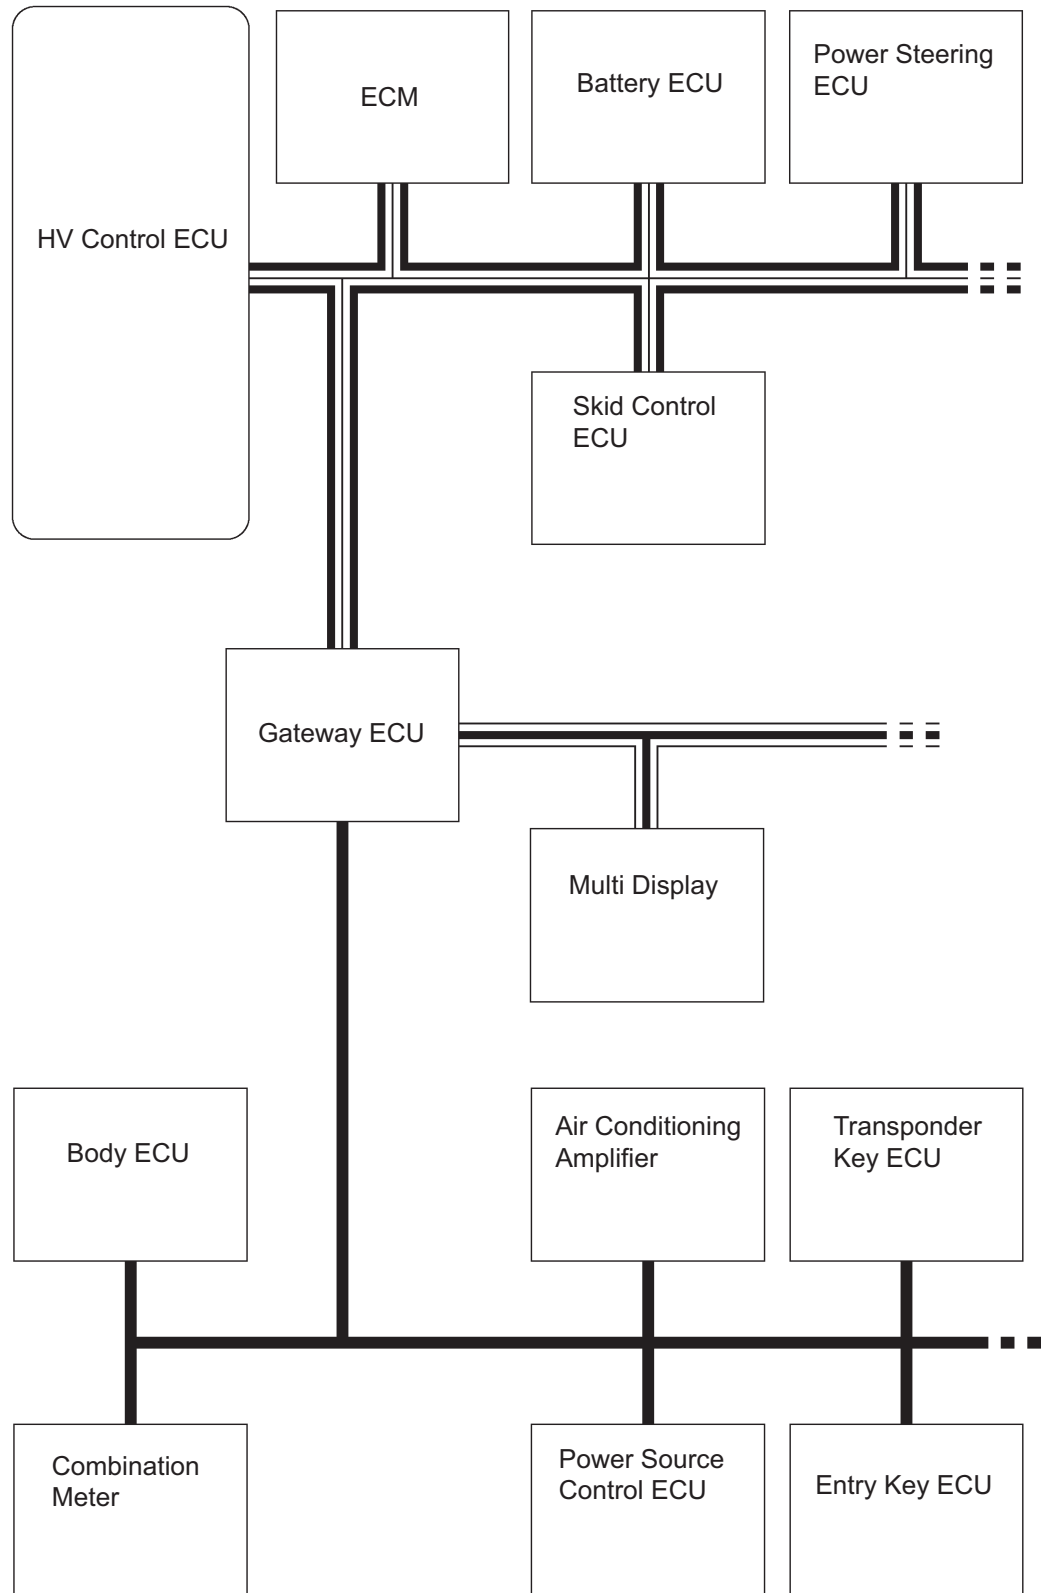 ECM
Battery ECU
Power Steering
ECU
HV Control ECU
Skid Control
ECU
Gateway ECU
Multi Display
Body ECU
Air Conditioning
Amplifier
Transponder
Key ECU
Combination
Meter
Power Source
Control ECU
Entry Key ECU